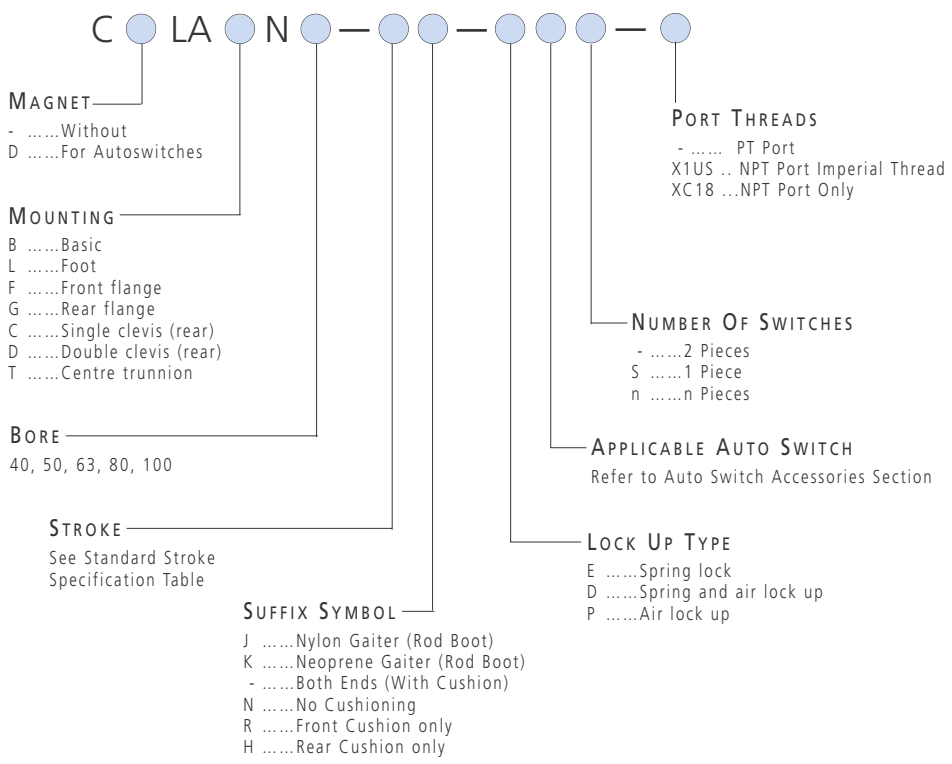 C LA N — — —
MAGNET
- ......Without
D ......For Autoswitches
MOUNTING
B ......Basic
L ......Foot
F ......Front flange
G ......Rear flange
C ......Single clevis (rear)
D ......Double clevis (rear)
T ......Centre trunnion
BORE
40, 50, 63, 80, 100
STROKE
See Standard Stroke
Specification Table
SUFFIX SYMBOL
J ......Nylon Gaiter (Rod Boot)
K ......Neoprene Gaiter (Rod Boot)
- ......Both Ends (With Cushion)
N ......No Cushioning
R ......Front Cushion only
H ......Rear Cushion only
PORT THREADS
- ...... PT Port
X1US .. NPT Port Imperial Thread
XC18 ...NPT Port Only
NUMBER OF SWITCHES
- ......2 Pieces
S ......1 Piece
n ......n Pieces
APPLICABLE AUTO SWITCH
Refer to Auto Switch Accessories Section
LOCK UP TYPE
E ......Spring lock
D ......Spring and air lock up
P ......Air lock up